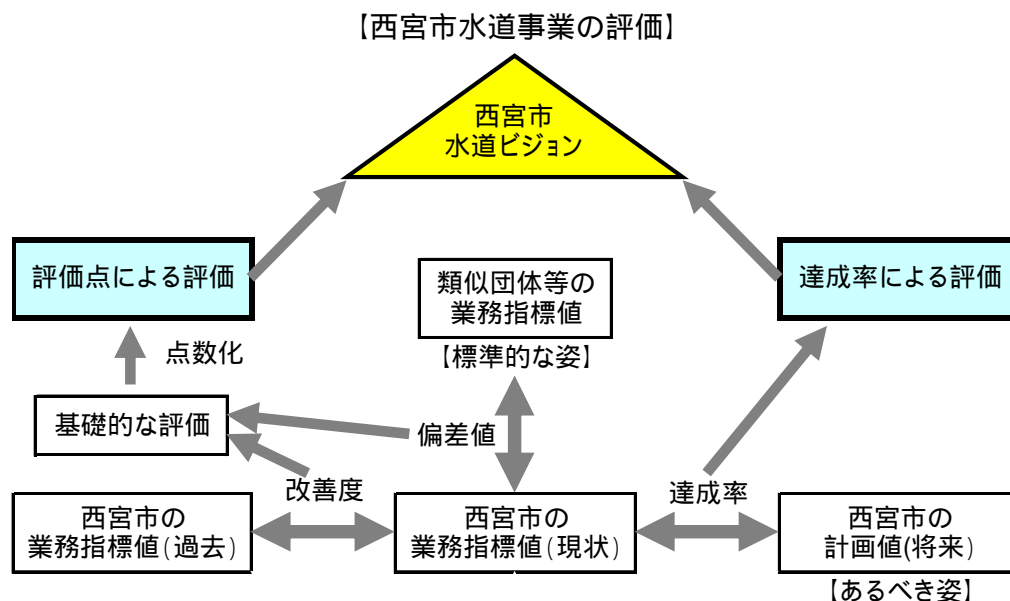 【西宮市水道事業の評価】
西宮市
水道ビジョン
評価点による評価
類似団体等の
業務指標値
【標準的な姿】
達成率による評価
点数化
基礎的な評価
偏差値
改善度
達成率
西宮市の
業務指標値(過去)
西宮市の
業務指標値(現状)
西宮市の
計画値(将来)
【あるべき姿】